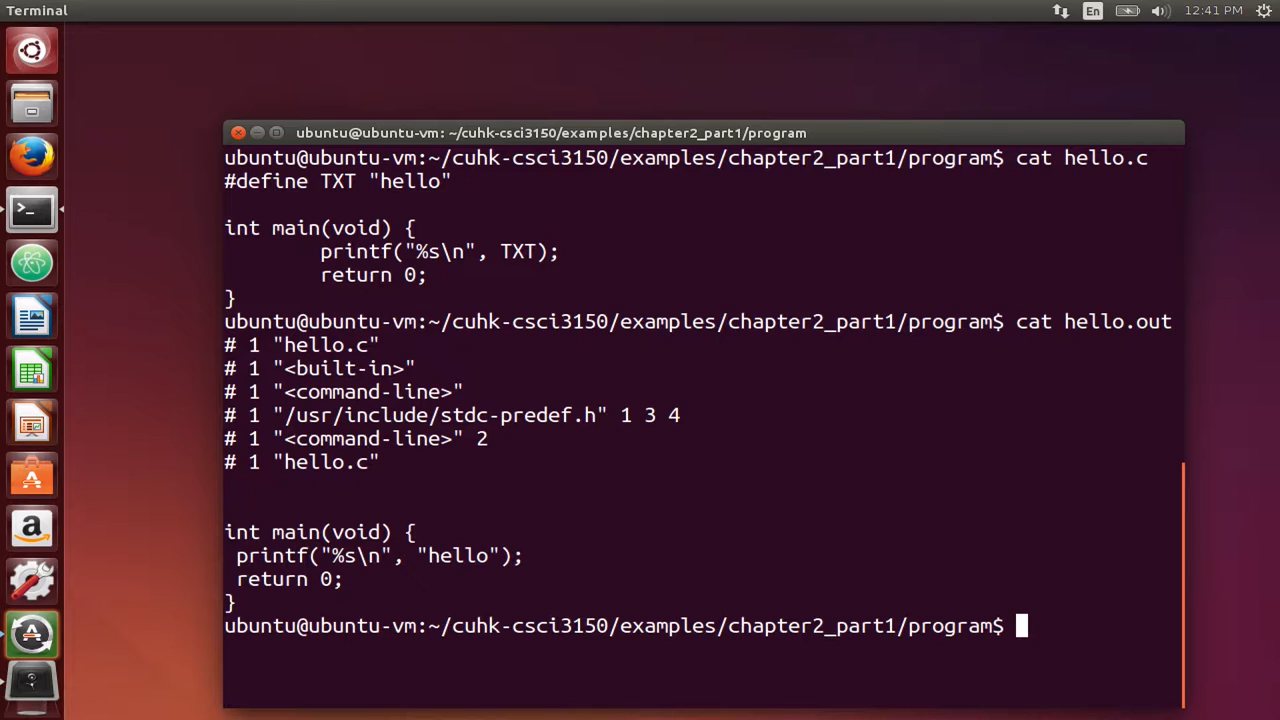 Terminal
En
12:41 PM
ubuntu@ubuntu-vm: ~/cuhk-csci3150/examples/chapter2_part1/program
ubuntu@ubuntu-vm:~/cuhk-csci3150/examples/chapter2_part1/program$ cat hello.c
#define TXT "hello"

int main(void) {
        printf("%s\n", TXT);
        return 0;
}
ubuntu@ubuntu-vm:~/cuhk-csci3150/examples/chapter2_part1/program$ cat hello.out
# 1 "hello.c"
# 1 "<built-in>"
# 1 "<command-line>"
# 1 "/usr/include/stdc-predef.h" 1 3 4
# 1 "<command-line>" 2
# 1 "hello.c"


int main(void) {
 printf("%s\n", "hello");
 return 0;
}
ubuntu@ubuntu-vm:~/cuhk-csci3150/examples/chapter2_part1/program$